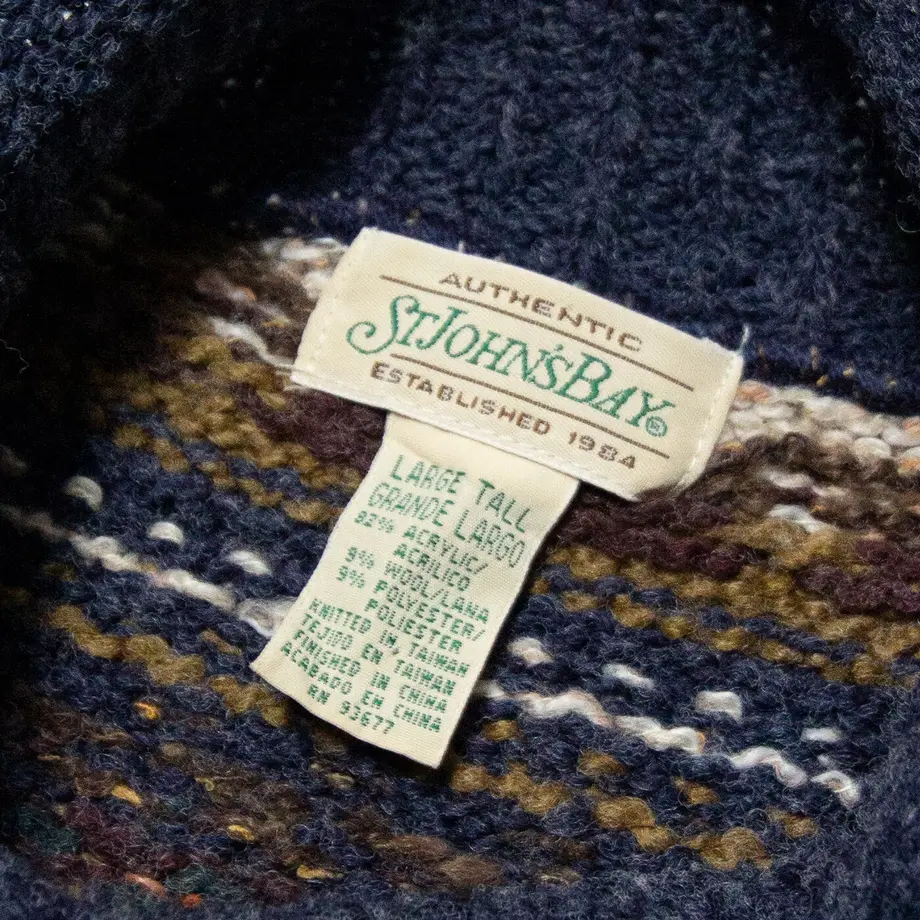 AUTHENTIC
ST JOHN'S BAY®
ESTABLISHED 1984
LARGE TALL
GRANDE LARGO
82% ACRYLIC/
ACRILICO
9% WOOL/LANA
9% POLYESTER/
POLIESTER
KNITTED IN TAIWAN
TEJIDO EN TAIWAN
FINISHED IN CHINA
ACABADO EN CHINA
RN 93677